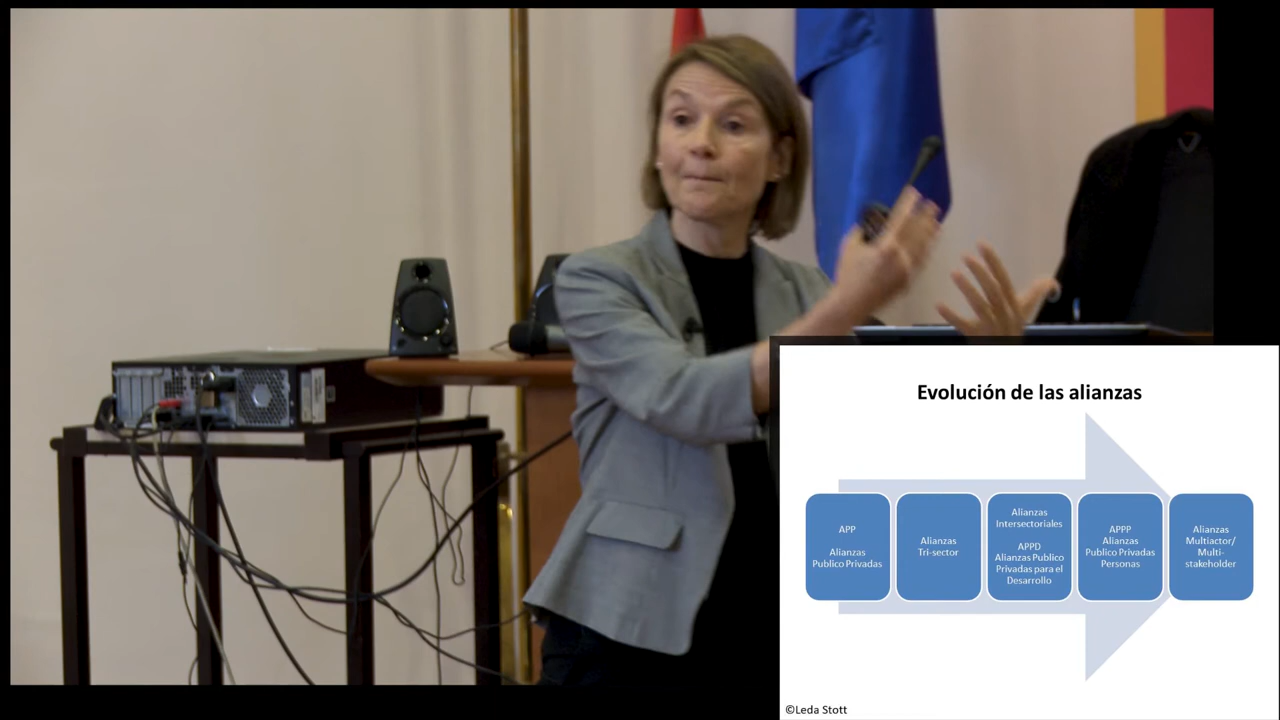 Evolución de las alianzas
APP
Alianzas
Publico Privadas
Alianzas
Tri-sector
Alianzas
Intersectoriales
APPD
Alianzas Publico
Privadas para el
Desarrollo
APPP
Alianzas
Publico Privadas
Personas
Alianzas
Multiactor/
Multi-
stakeholder
©Leda Stott